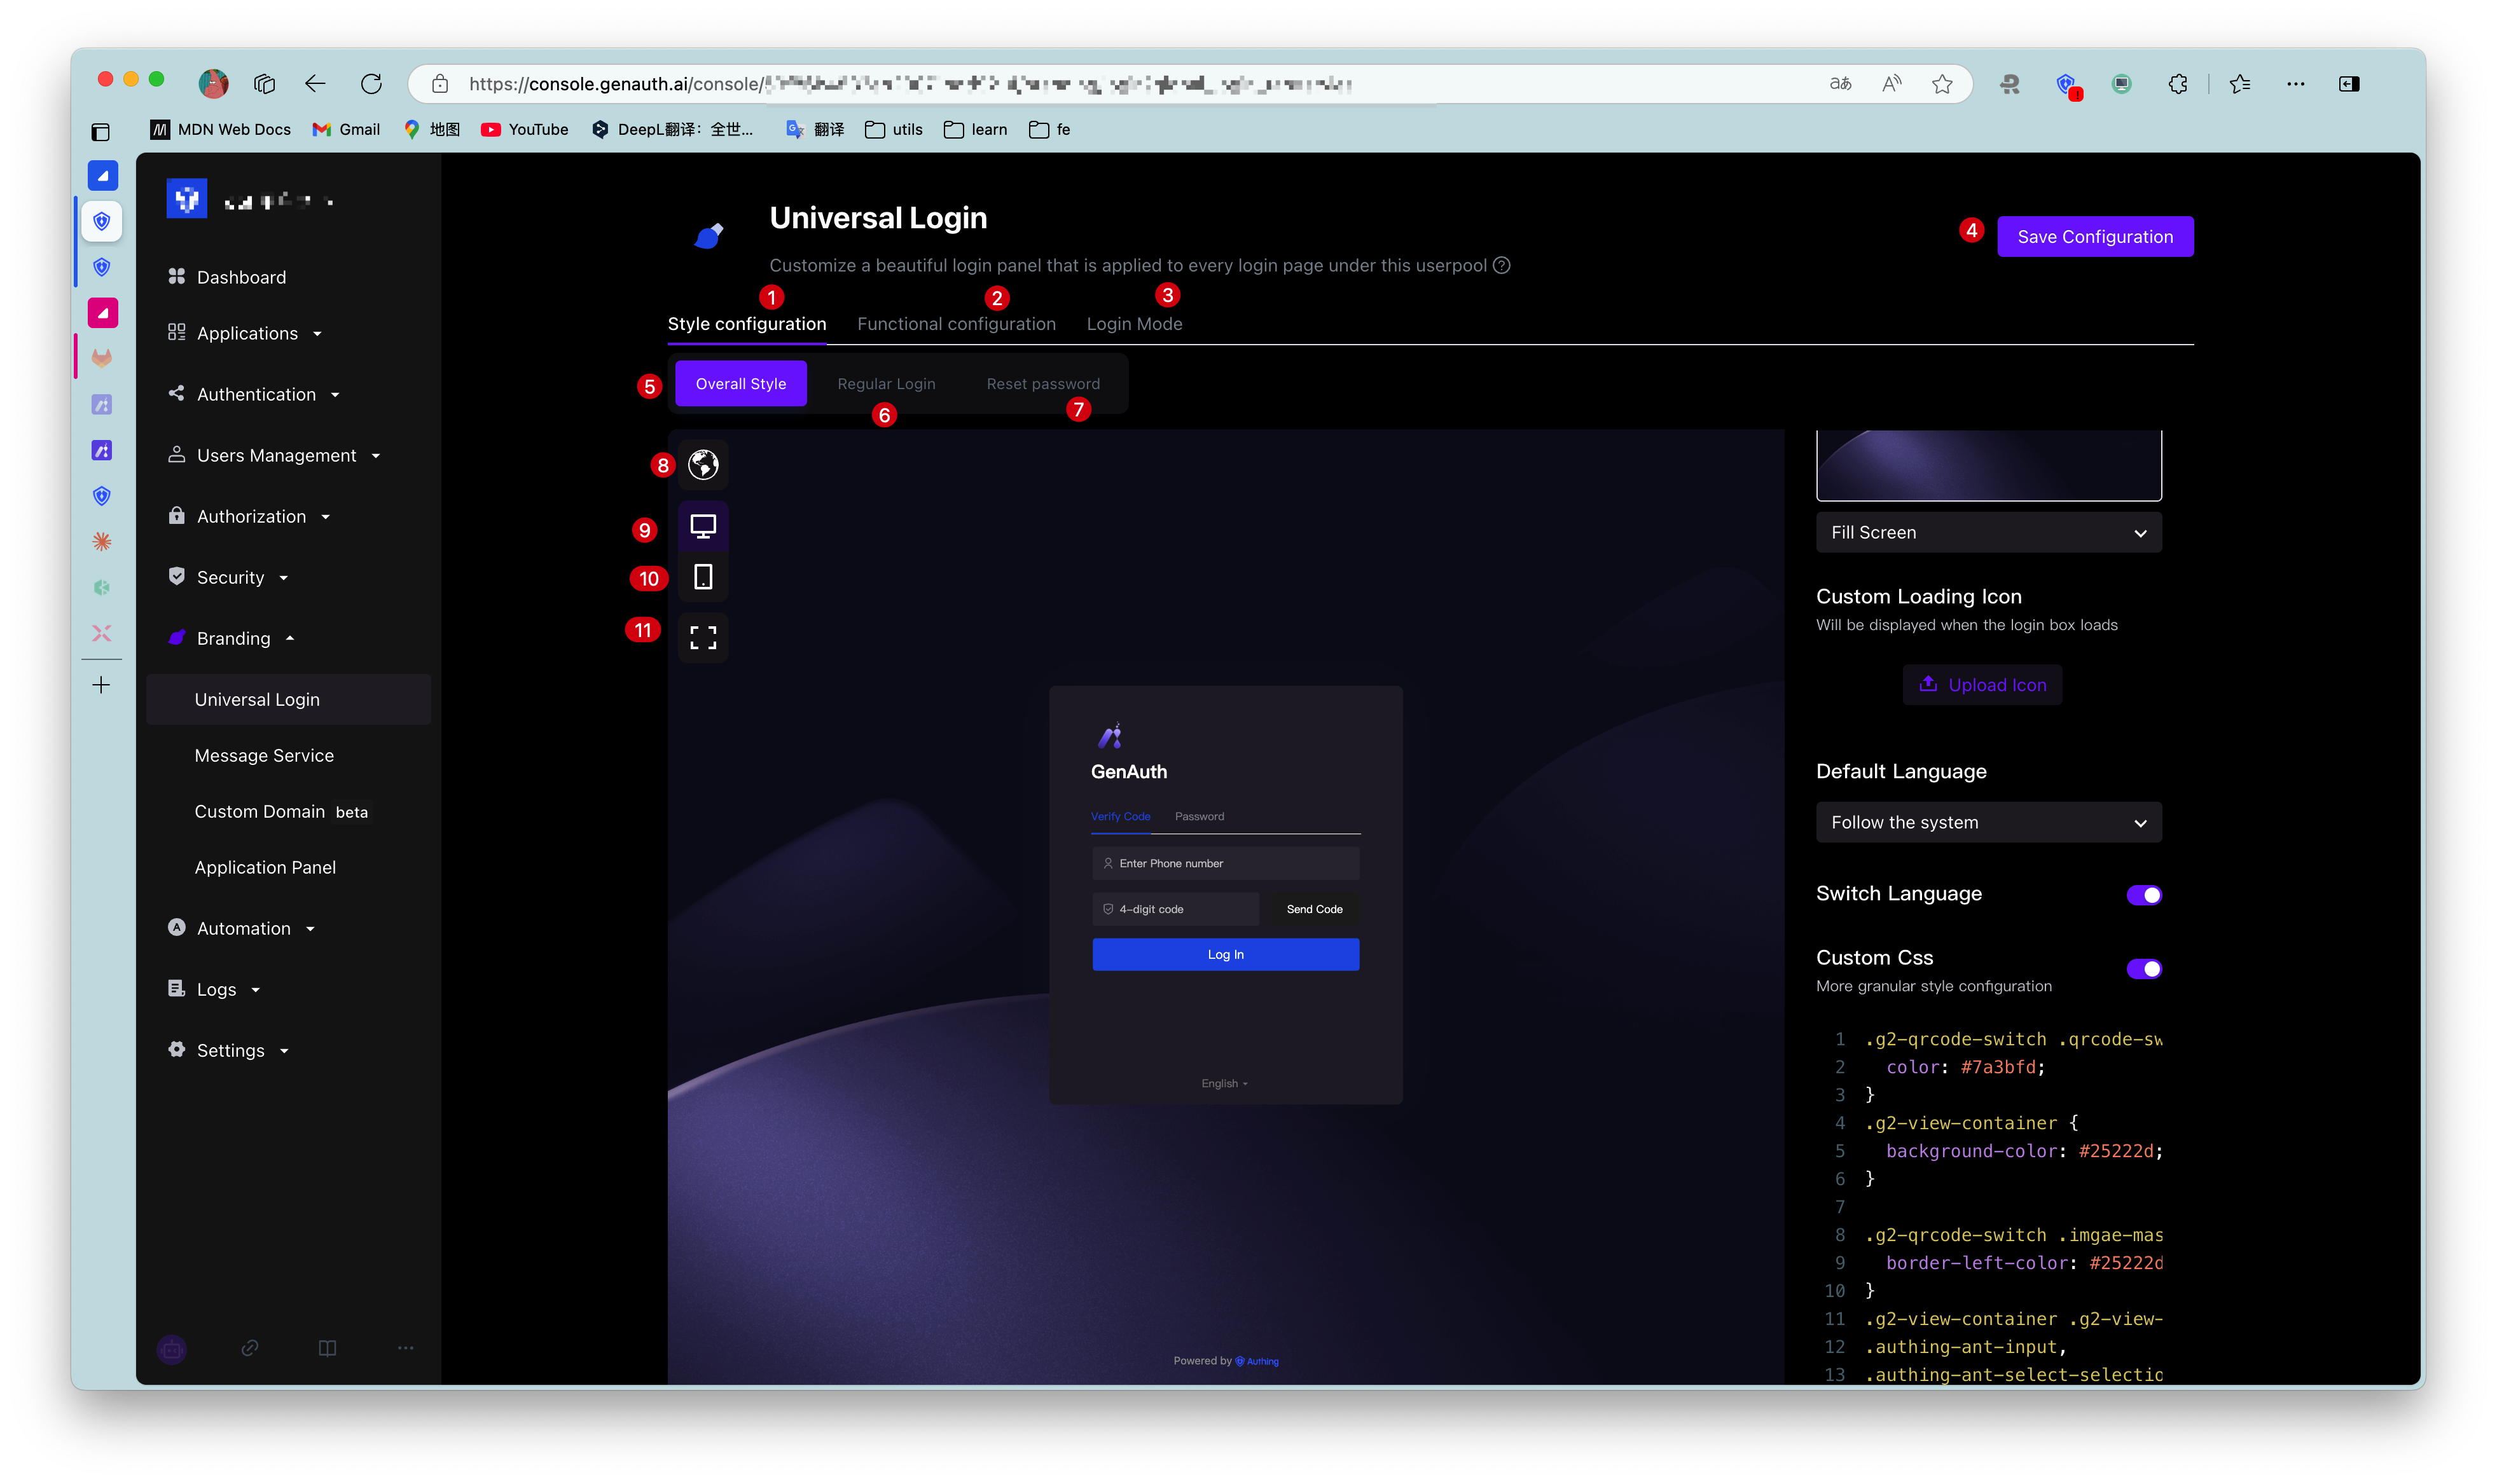 https://console.genauth.ai/console/
MDN Web Docs
Gmail
地图
YouTube
DeepL翻译：全世...
翻译
utils
learn
fe
Dashboard
Applications
Authentication
Users Management
Authorization
Security
Branding
Universal Login
Message Service
Custom Domain beta
Application Panel
Automation
Logs
Settings
Universal Login
Customize a beautiful login panel that is applied to every login page under this userpool
4
Save Configuration
1
2
3
Style configuration
Functional configuration
Login Mode
5
Overall Style
Regular Login
Reset password
6
7
8
9
10
11
GenAuth
Verify Code
Password
Enter Phone number
4-digit code
Send Code
Log In
English
Powered by Authing
Fill Screen
Custom Loading Icon
Will be displayed when the login box loads
Upload Icon
Default Language
Follow the system
Switch Language
Custom Css
More granular style configuration
1 .g2-qrcode-switch .qrcode-sw
2 color: #7a3bfd;
3 }
4 .g2-view-container {
5 background-color: #25222d;
6 }
7
8 .g2-qrcode-switch .imgae-mas
9 border-left-color: #25222d
10 }
11 .g2-view-container .g2-view-
12 .authing-ant-input,
13 .authing-ant-select-selectio